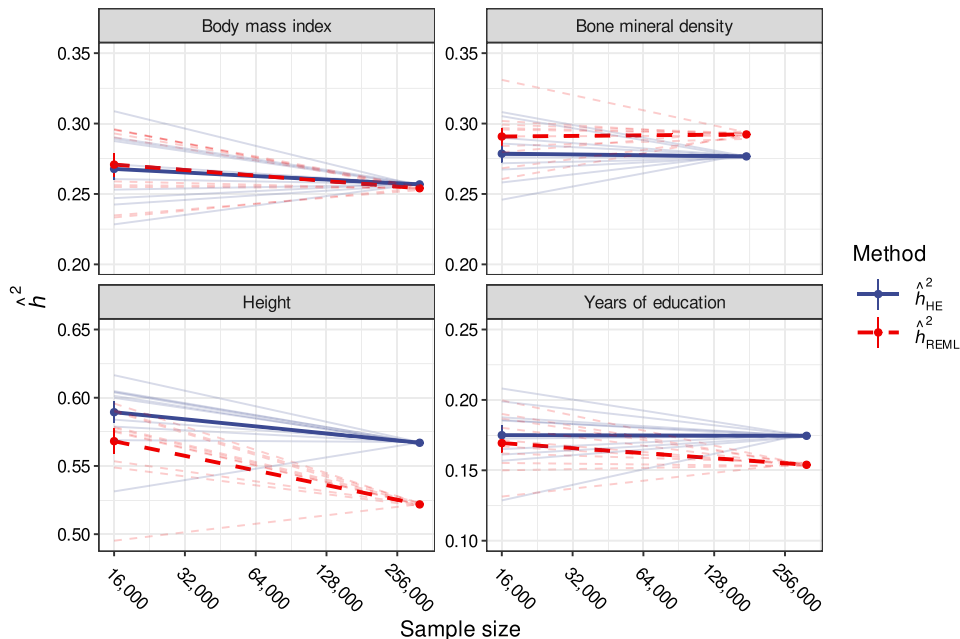 Body mass index
Bone mineral density
0.35
0.30
0.25
0.20
0.35
0.30
0.25
0.20
Height
Years of education
0.65
0.60
0.55
0.50
0.25
0.20
0.15
0.10
16,000
32,000
64,000
128,000
256,000
16,000
32,000
64,000
128,000
256,000
Sample size
ĥ²
Method
ĥ²HE
ĥ²REML